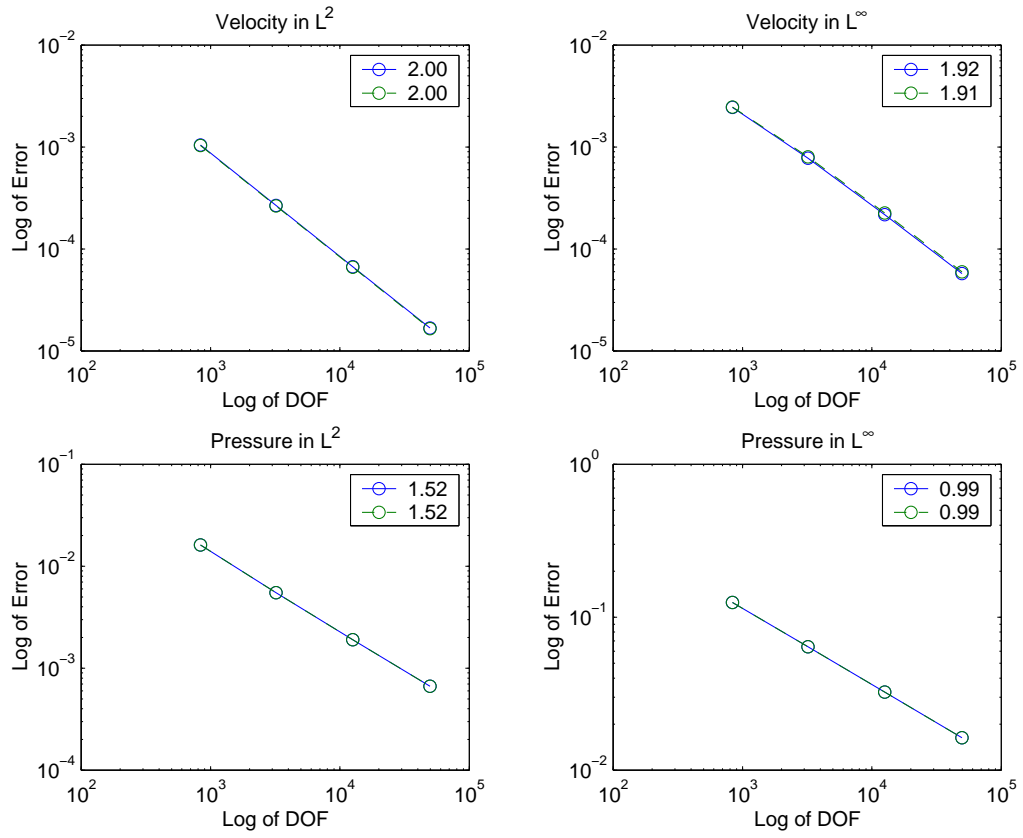 Velocity in L²
10⁻²
10⁻³
10⁻⁴
10⁻⁵
Log of Error
2.00
2.00
10² 10³ 10⁴ 10⁵
Log of DOF
Velocity in L∞
10⁻²
10⁻³
10⁻⁴
10⁻⁵
Log of Error
1.92
1.91
10² 10³ 10⁴ 10⁵
Log of DOF
Pressure in L²
10⁻¹
10⁻²
10⁻³
10⁻⁴
Log of Error
1.52
1.52
10² 10³ 10⁴ 10⁵
Log of DOF
Pressure in L∞
10⁰
10⁻¹
10⁻²
Log of Error
0.99
0.99
10² 10³ 10⁴ 10⁵
Log of DOF